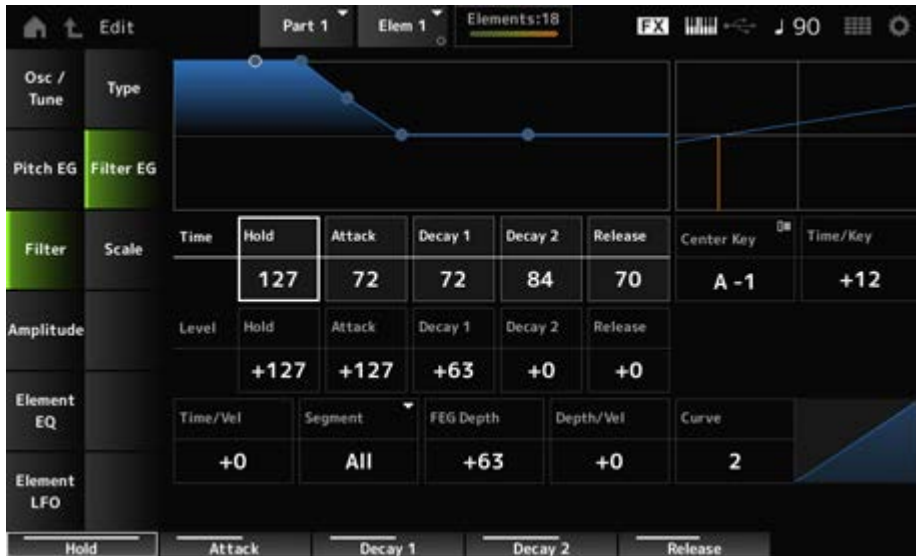 Edit
Part 1
Elem 1
Elements:18
FX
90
Osc /
Tune
Type
Pitch EG
Filter EG
Filter
Scale
Amplitude
Element
EQ
Element
LFO
Time
Hold
Attack
Decay 1
Decay 2
Release
Center Key
Time/Key
127
72
72
84
70
A -1
+12
Level
Hold
Attack
Decay 1
Decay 2
Release
+127
+127
+63
+0
+0
Time/Vel
Segment
FEG Depth
Depth/Vel
Curve
+0
All
+63
+0
2
Hold
Attack
Decay 1
Decay 2
Release